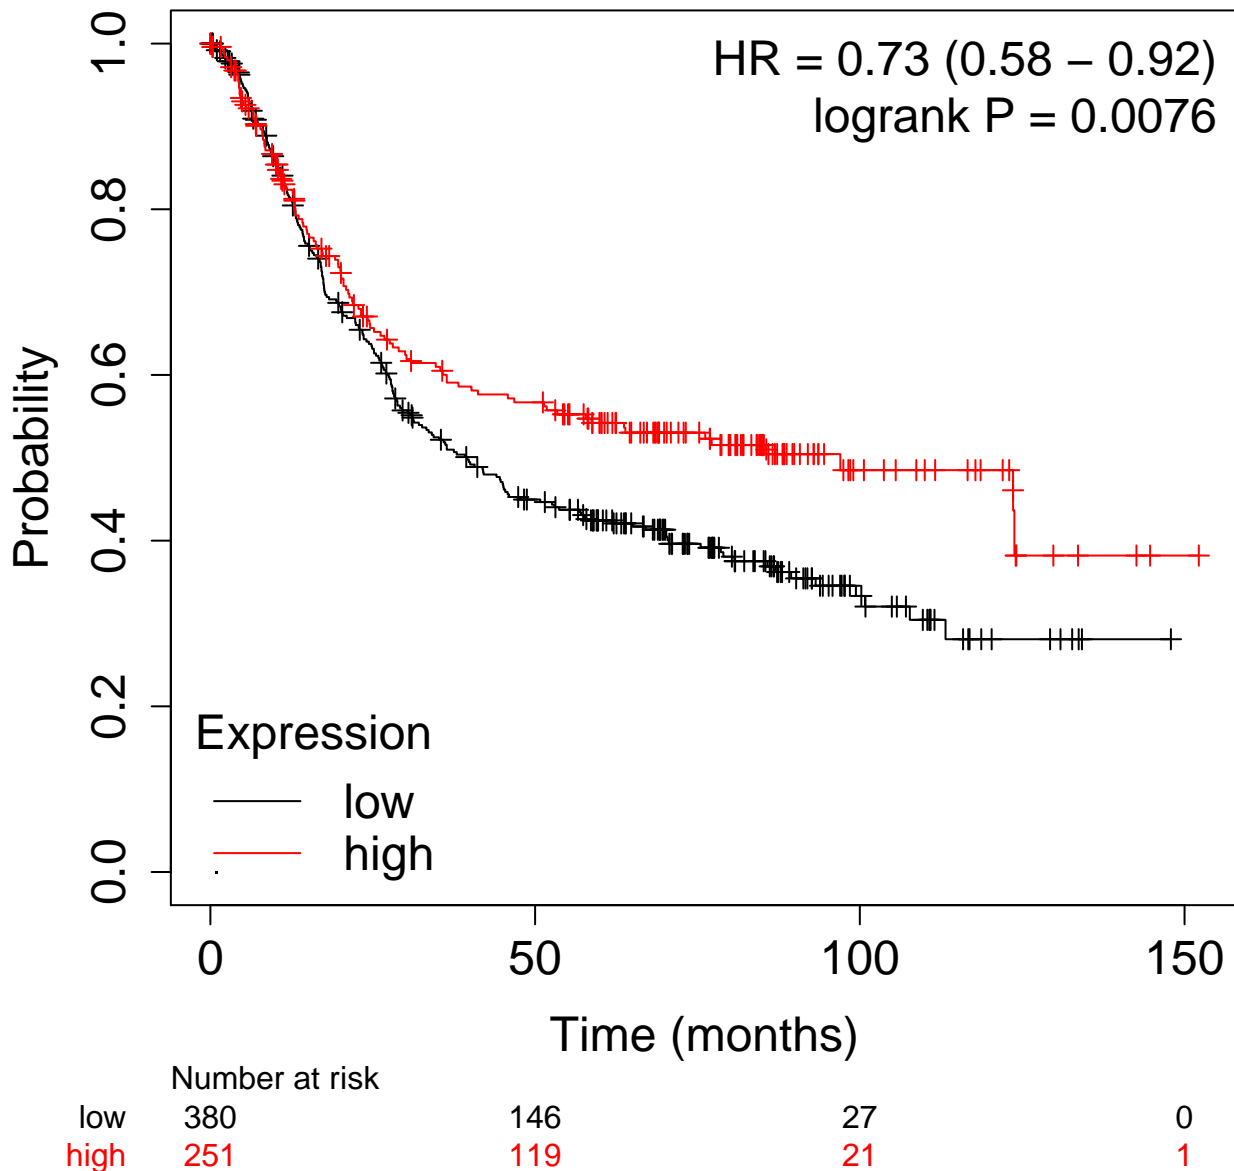 HR = 0.73 (0.58 – 0.92)
logrank P = 0.0076
1.0
0.8
0.6
0.4
0.2
0.0
Probability
Expression
low
high
0 50 100 150
Time (months)
Number at risk
low 380 146 27 0
high 251 119 21 1